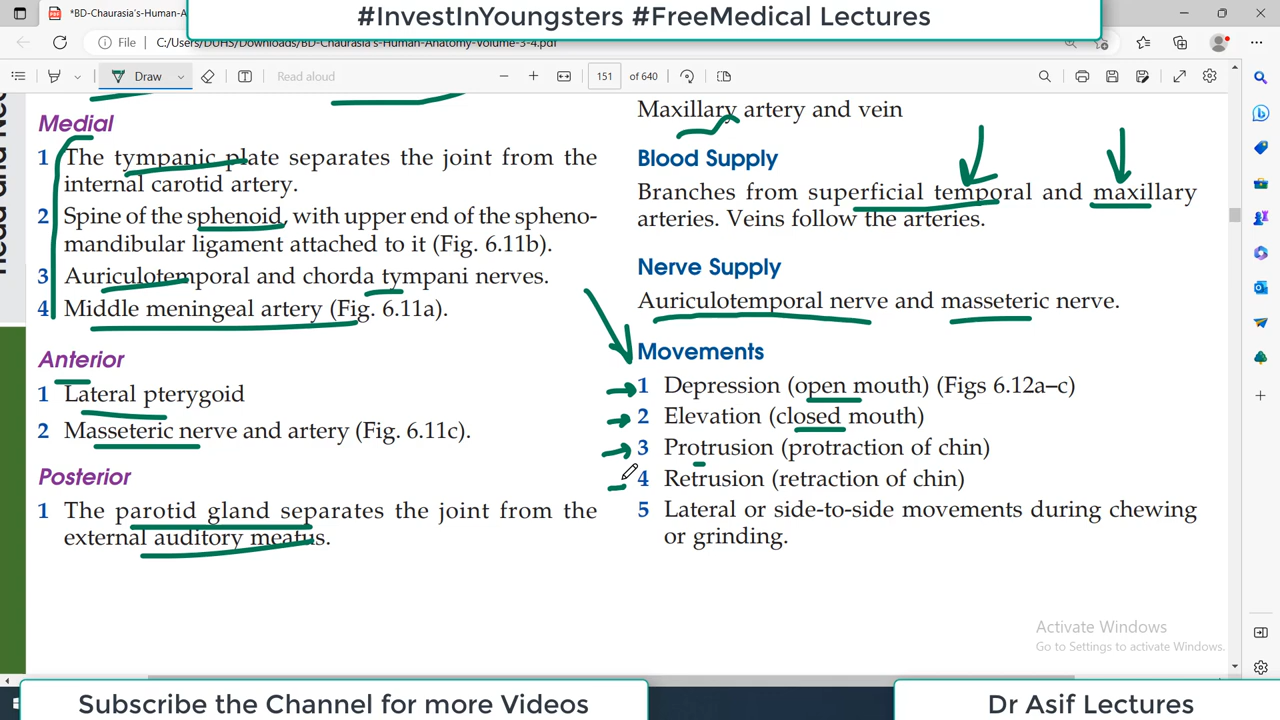 #InvestInYoungsters #FreeMedical Lectures
*BD-Chaurasia's-Human-A
File
C:/Users/DUHS/Downloads/BD-Chaurasia's-Human-Anatomy-Volume-3-4.pdf
Draw
Read aloud
151 of 640
Medial
1 The tympanic plate separates the joint from the
internal carotid artery.
2 Spine of the sphenoid, with upper end of the spheno-
mandibular ligament attached to it (Fig. 6.11b).
3 Auriculotemporal and chorda tympani nerves.
4 Middle meningeal artery (Fig. 6.11a).
Anterior
1 Lateral pterygoid
2 Masseteric nerve and artery (Fig. 6.11c).
Posterior
1 The parotid gland separates the joint from the
external auditory meatus.
Maxillary artery and vein
Blood Supply
Branches from superficial temporal and maxillary
arteries. Veins follow the arteries.
Nerve Supply
Auriculotemporal nerve and masseteric nerve.
Movements
1 Depression (open mouth) (Figs 6.12a–c)
2 Elevation (closed mouth)
3 Protrusion (protraction of chin)
4 Retrusion (retraction of chin)
5 Lateral or side-to-side movements during chewing
or grinding.
Activate Windows
Go to Settings to activate Windows.
Subscribe the Channel for more Videos
Dr Asif Lectures